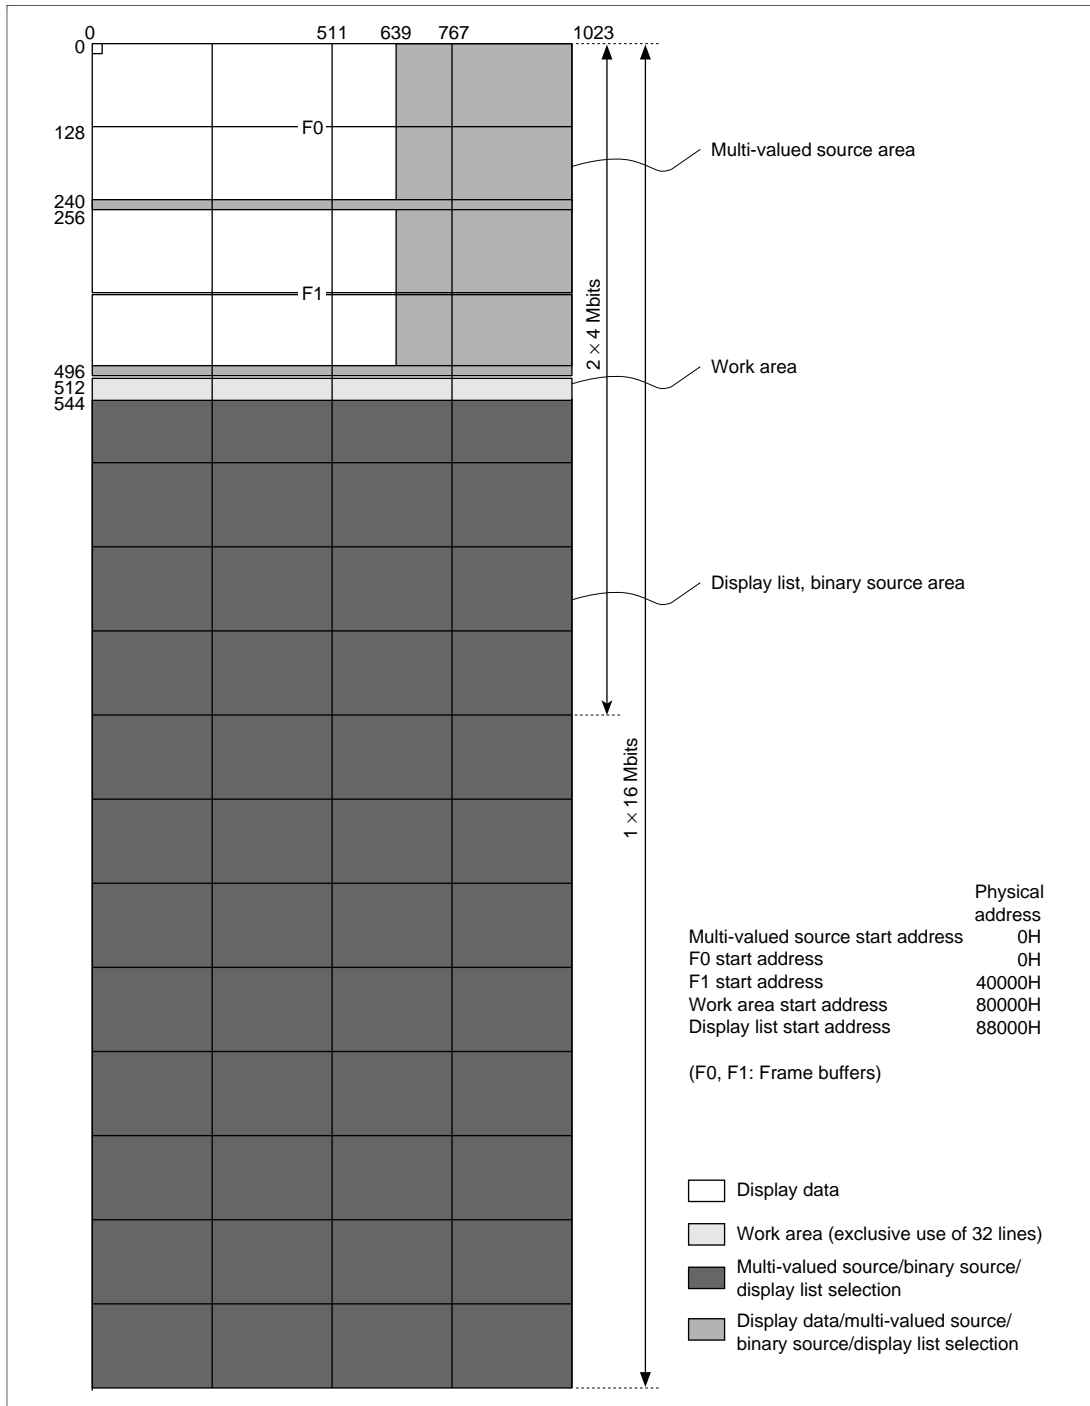 0 511 639 767 1023
0
128
240
256
496
512
544
F0
F1
Multi-valued source area
Work area
Display list, binary source area
2 × 4 Mbits
1 × 16 Mbits
Physical
address
Multi-valued source start address 0H
F0 start address 0H
F1 start address 40000H
Work area start address 80000H
Display list start address 88000H
(F0, F1: Frame buffers)
Display data
Work area (exclusive use of 32 lines)
Multi-valued source/binary source/
display list selection
Display data/multi-valued source/
binary source/display list selection